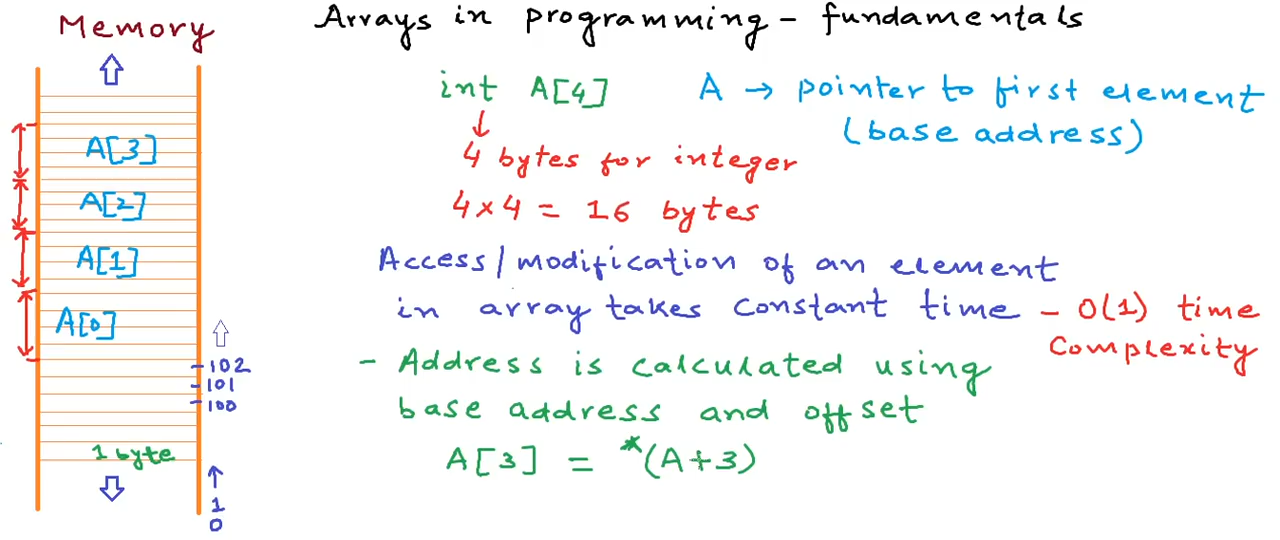 Memory
Arrays in programming - fundamentals
int A[4]
A → pointer to first element
(base address)
4 bytes for integer
4×4 = 16 bytes
Access/modification of an element
in array takes constant time - O(1) time
complexity
- Address is calculated using
base address and offset
A[3] = *(A+3)
A[3]
A[2]
A[1]
A[0]
102
101
100
1 byte
1
0